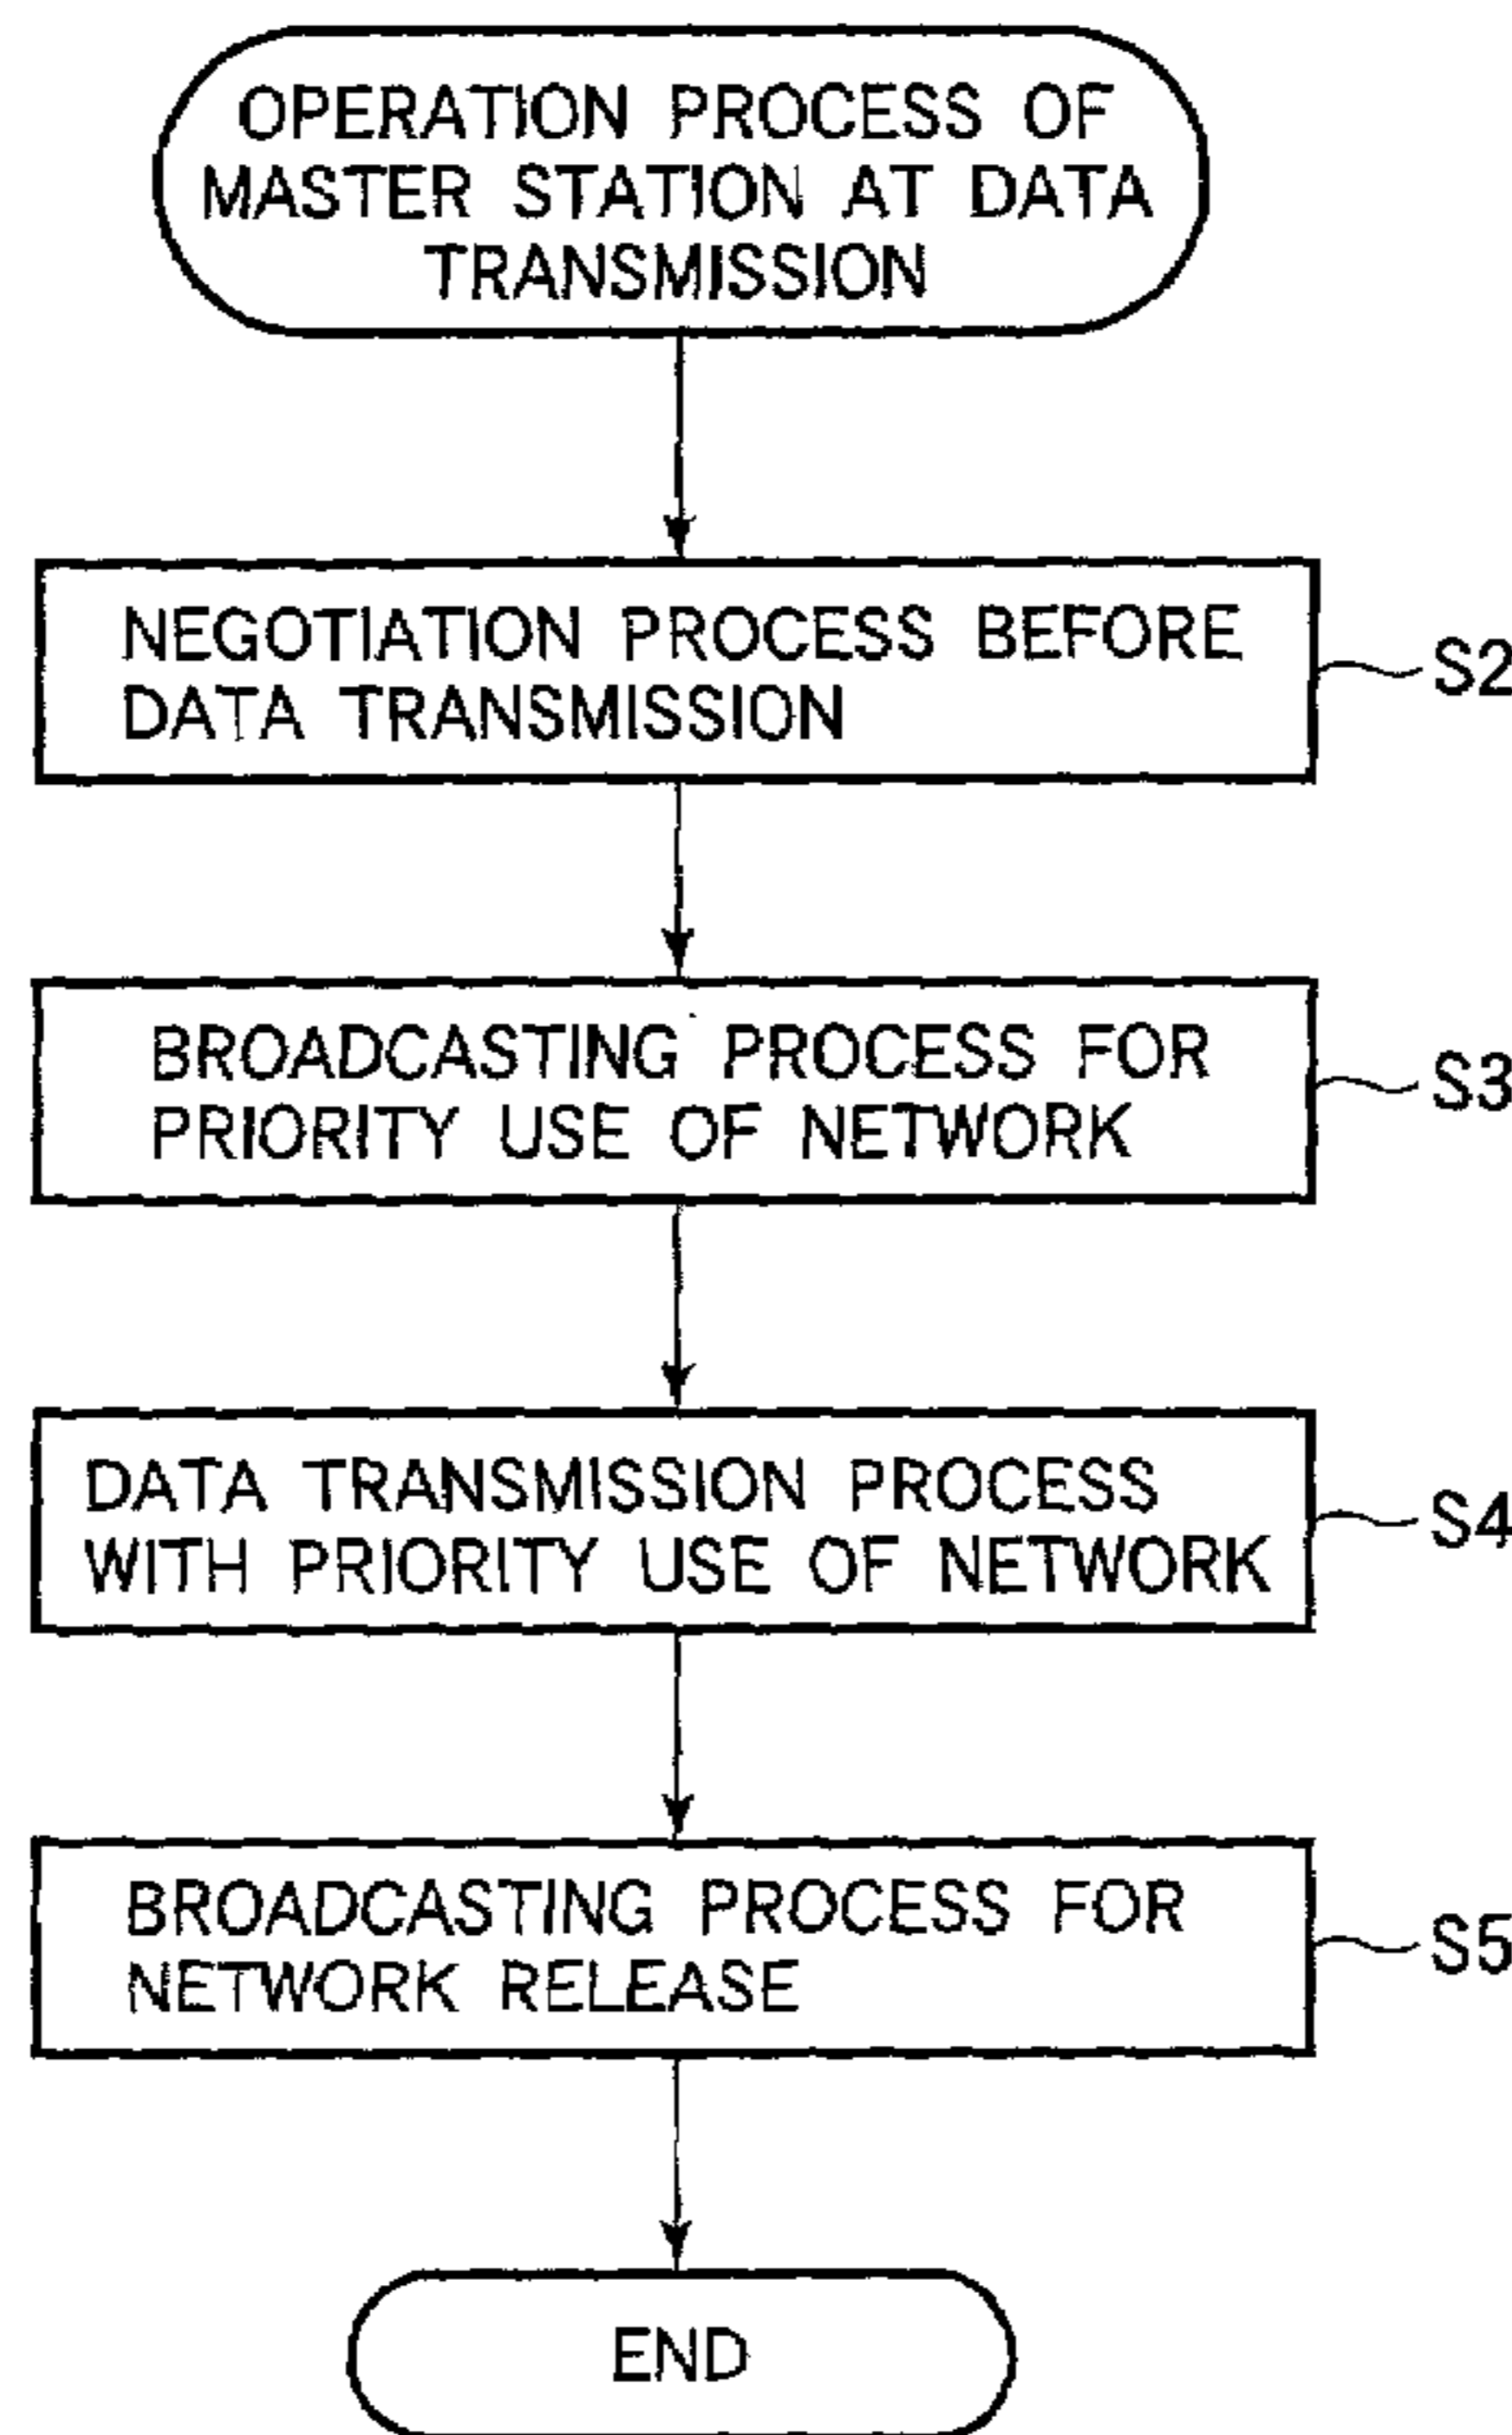 OPERATION PROCESS OF
MASTER STATION AT DATA
TRANSMISSION
NEGOTIATION PROCESS BEFORE
DATA TRANSMISSION
S2
BROADCASTING PROCESS FOR
PRIORITY USE OF NETWORK
S3
DATA TRANSMISSION PROCESS
WITH PRIORITY USE OF NETWORK
S4
BROADCASTING PROCESS FOR
NETWORK RELEASE
S5
END